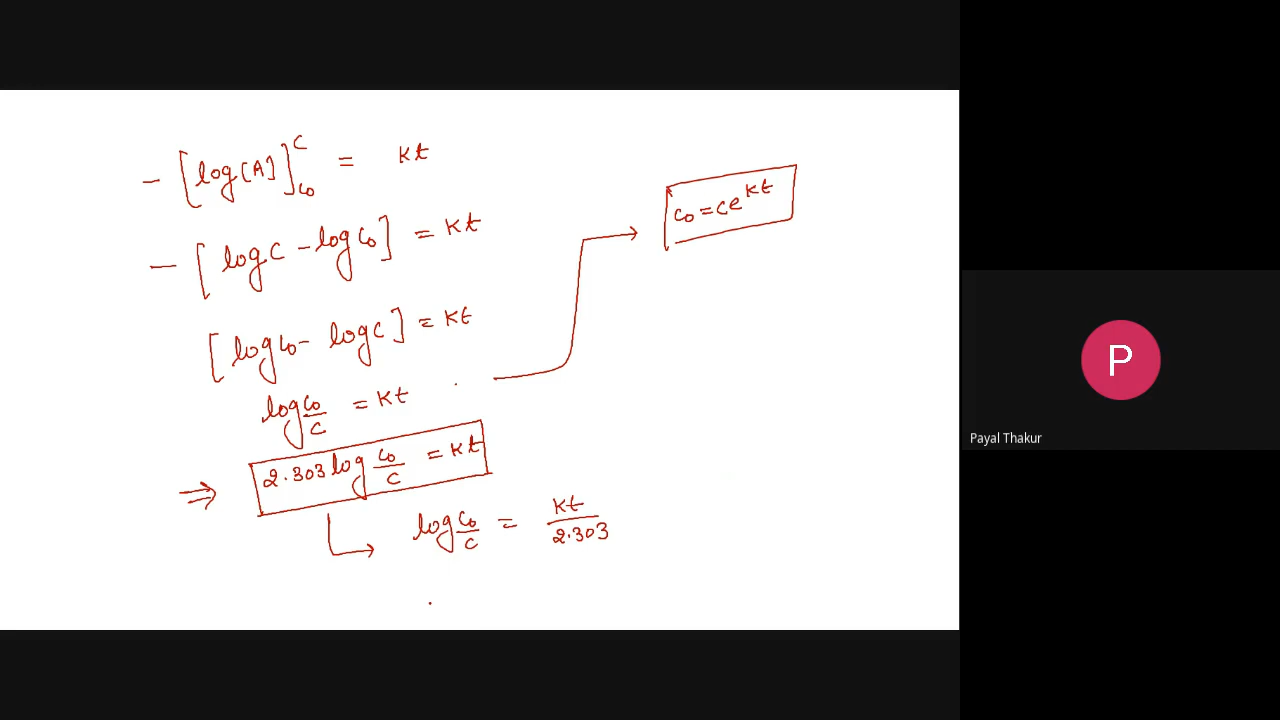 - [log[A]]_{C0}^{C} = kt
- [log C - log C0] = kt
[log C0 - log C] = kt
log C0/C = kt
⇒ 2.303 log C0/C = kt
log C0/C = kt/2.303
C0 = Ce^{kt}
P
Payal Thakur